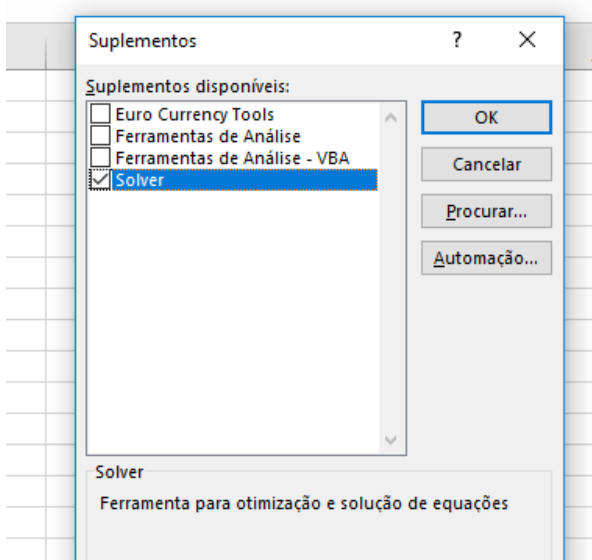 Suplementos ? ×
Suplementos disponíveis:
Euro Currency Tools
Ferramentas de Análise
Ferramentas de Análise - VBA
Solver
OK
Cancelar
Procurar...
Automação...
Solver
Ferramenta para otimização e solução de equações